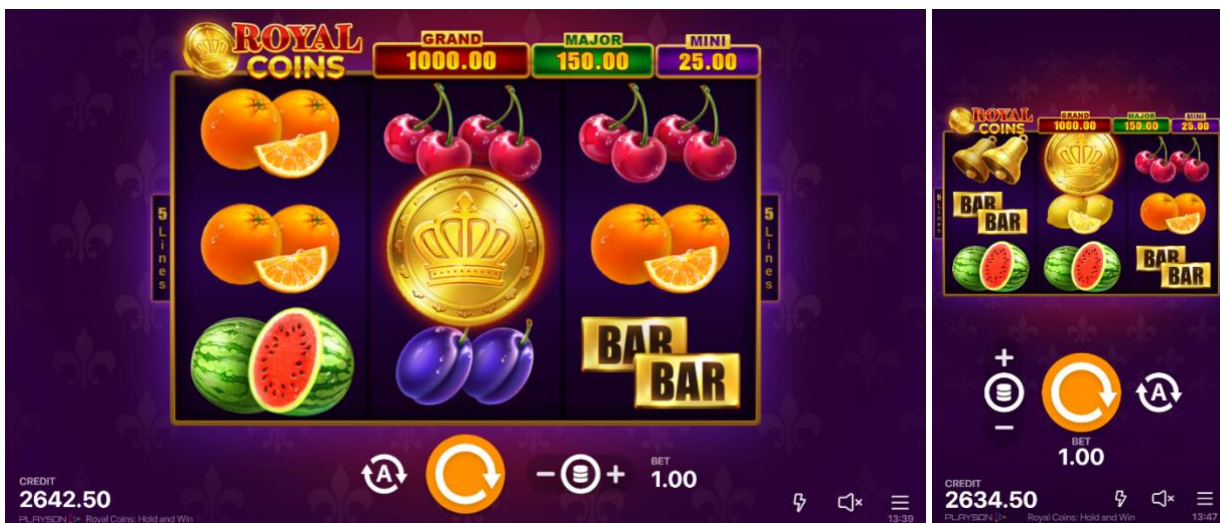 ROYAL COINS
GRAND MAJOR MINI
1000.00 150.00 25.00
5 Lines
5 Lines
BAR
BAR
A
BET
1.00
CREDIT
2642.50
PLAYSON Royal Coins: Hold and Win
13:39
ROYAL COINS
GRAND MAJOR MINI
1000.00 150.00 25.00
5 Lines
BAR
BAR
BAR
BAR
A
BET
1.00
CREDIT
2634.50
PLAYSON Royal Coins: Hold and Win
13:47